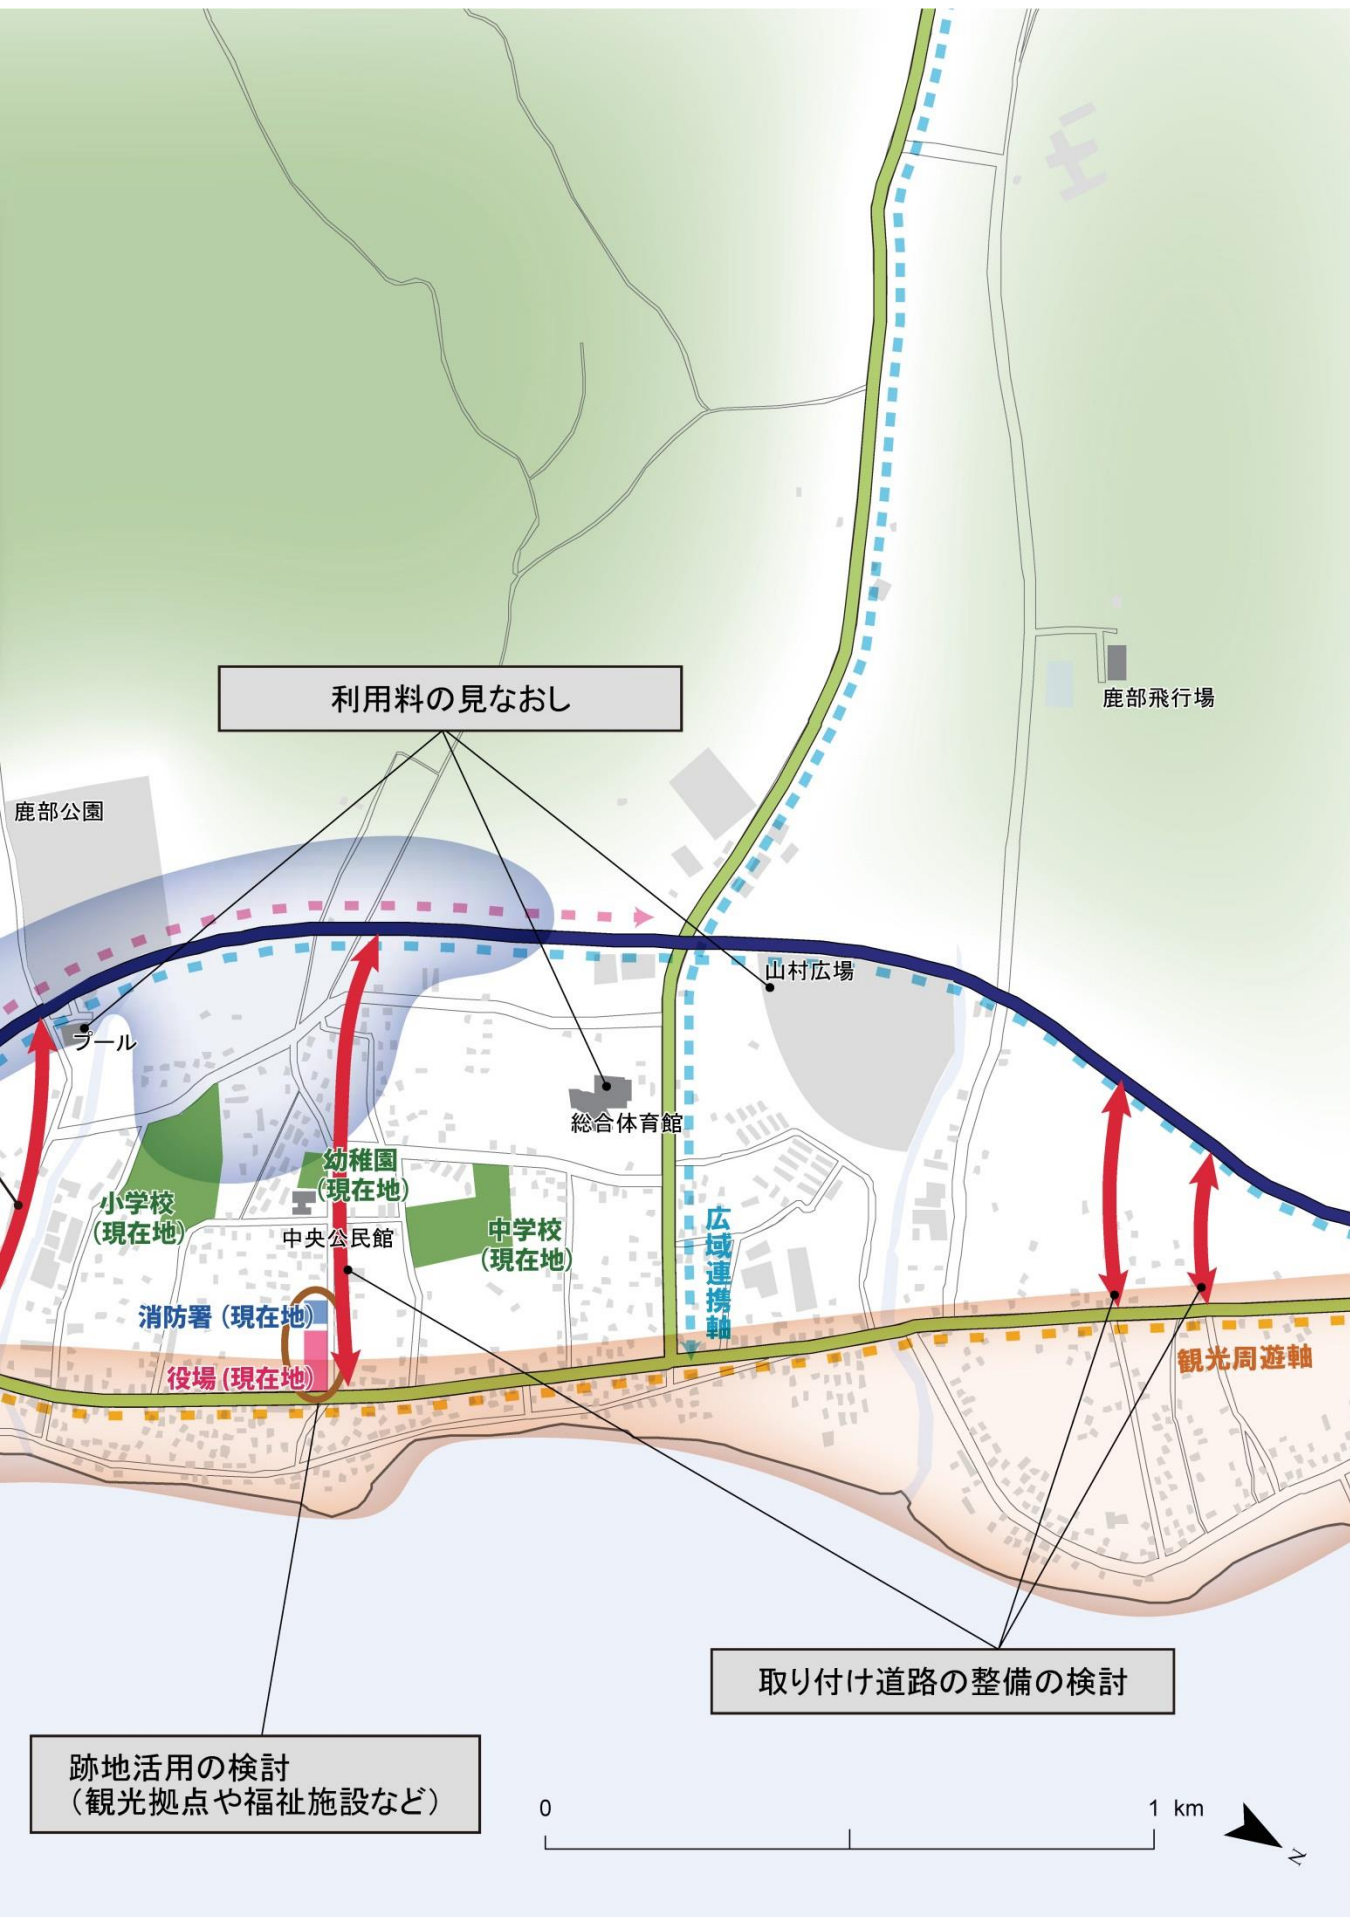 利用料の見なおし
鹿部飛行場
鹿部公園
山村広場
プール
総合体育館
幼稚園
(現在地)
小学校
(現在地)
中央公民館
中学校
(現在地)
広域連携軸
消防署 (現在地)
役場 (現在地)
観光周遊軸
取り付け道路の整備の検討
跡地活用の検討
（観光拠点や福祉施設など）
0
1 km
N